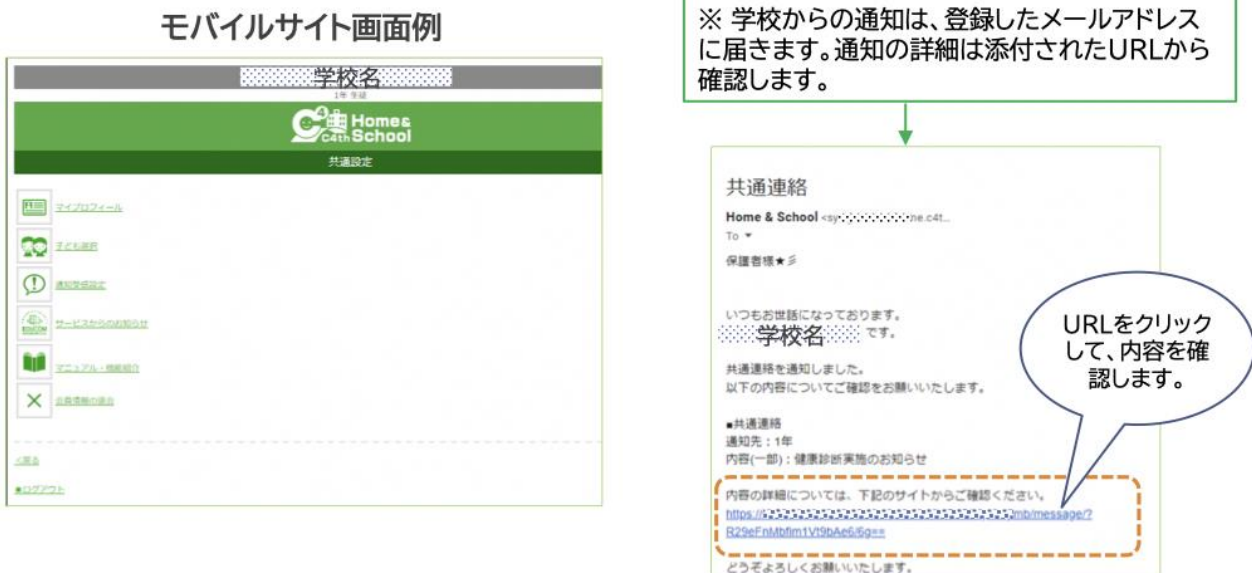 モバイルサイト画面例
学校名
1年 生徒
C4th Home & School
共通設定
マイプロフィール
子ども選択
通知受信設定
サービスからのお知らせ
マニュアル・機能紹介
会員情報の退会
<戻る
■ログアウト
※ 学校からの通知は、登録したメールアドレス
に届きます。通知の詳細は添付されたURLから
確認します。
共通連絡
Home & School <sy ne.c4t...
To
保護者様★彡
いつもお世話になっております。
学校名 です。
共通連絡を通知しました。
以下の内容についてご確認をお願いいたします。
■共通連絡
通知先:1年
内容(一部):健康診断実施のお知らせ
内容の詳細については、下記のサイトからご確認ください。
https:// mb/message/?
R29eFnMbfim1Vt9bAe6/6g==
どうぞよろしくお願いいたします。
URLをクリック
して、内容を確
認します。